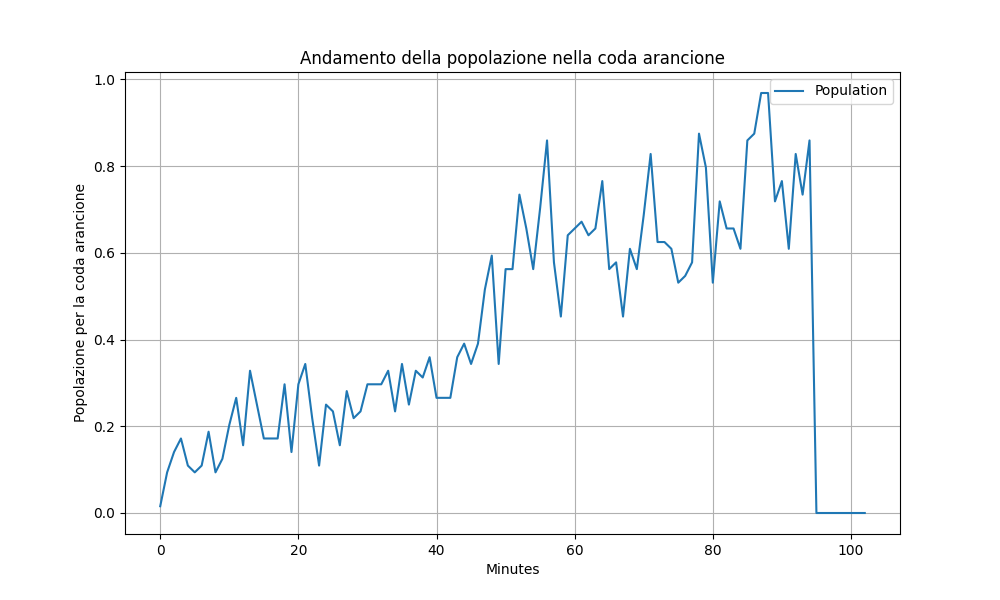 Andamento della popolazione nella coda arancione
Population
Popolazione per la coda arancione
1.0
0.8
0.6
0.4
0.2
0.0
0 20 40 60 80 100
Minutes